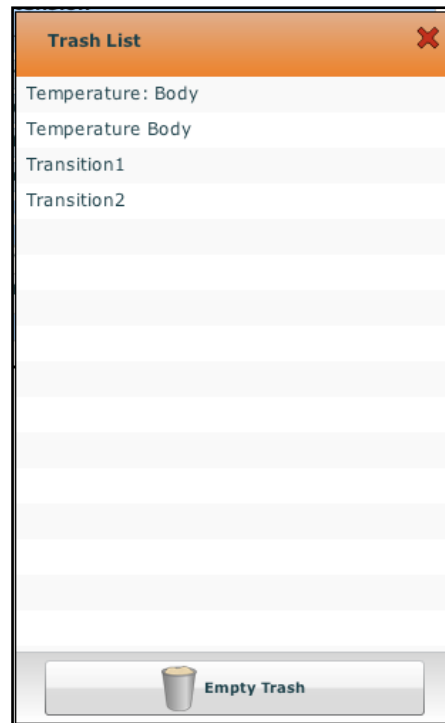 Trash List
Temperature: Body
Temperature Body
Transition1
Transition2
Empty Trash